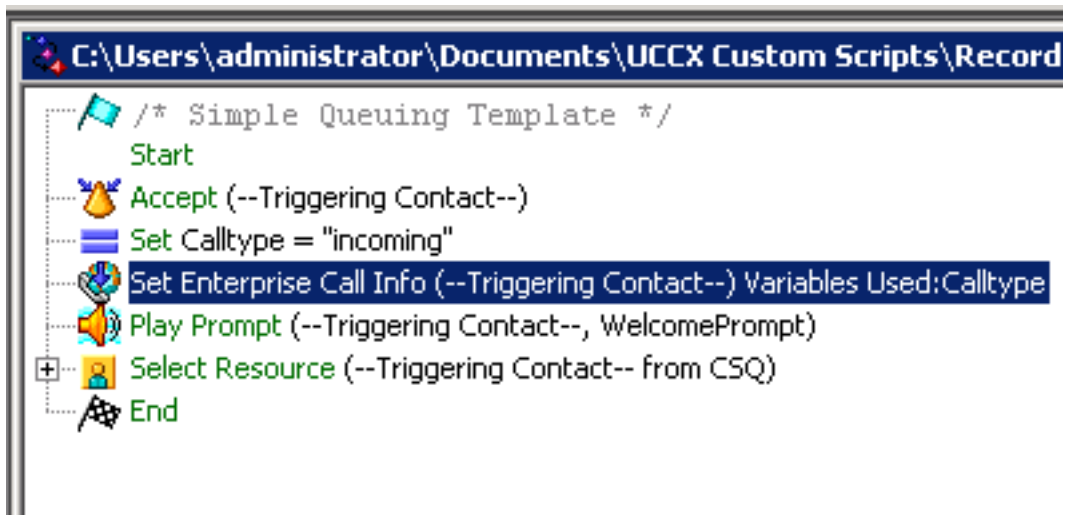 C:\Users\administrator\Documents\UCCX Custom Scripts\Record
/* Simple Queuing Template */
Start
Accept (--Triggering Contact--)
Set Calltype = "incoming"
Set Enterprise Call Info (--Triggering Contact--) Variables Used:Calltype
Play Prompt (--Triggering Contact--, WelcomePrompt)
Select Resource (--Triggering Contact-- from CSQ)
End